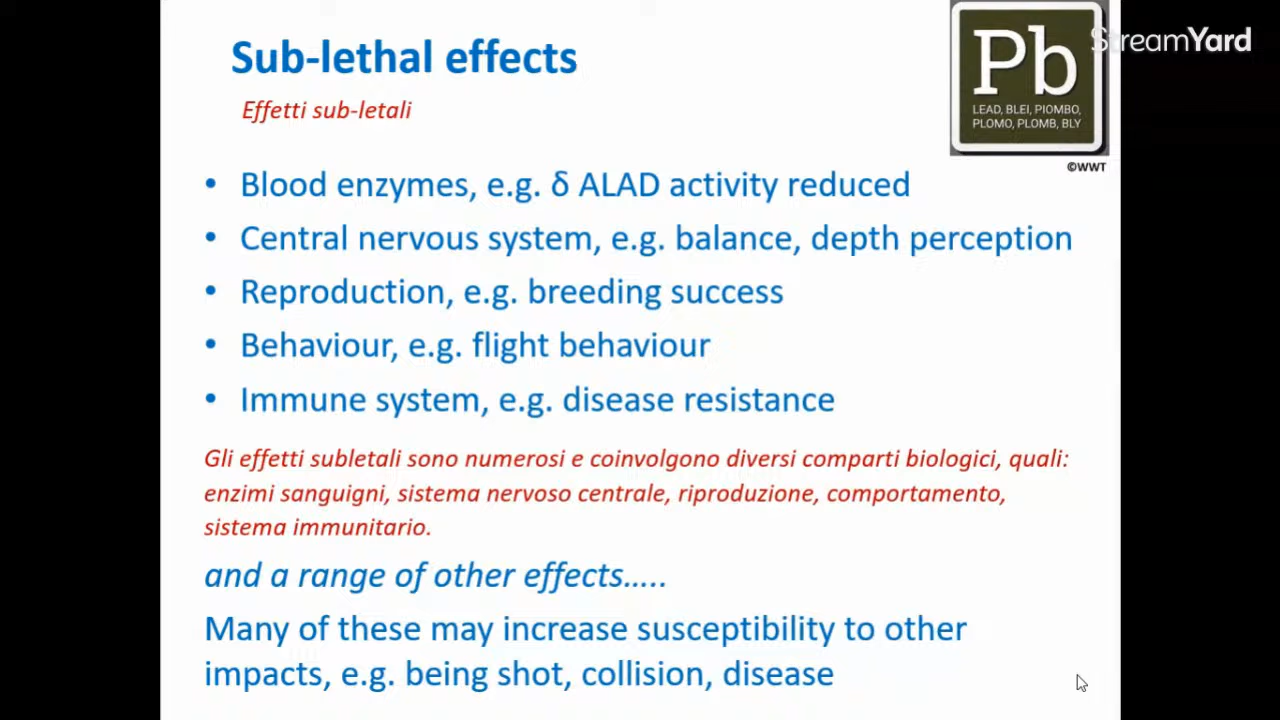 Sub-lethal effects
Effetti sub-letali
Pb
LEAD, BLEI, PIOMBO,
PLOMO, PLOMB, BLY
©WWT
StreamYard
• Blood enzymes, e.g. δ ALAD activity reduced
• Central nervous system, e.g. balance, depth perception
• Reproduction, e.g. breeding success
• Behaviour, e.g. flight behaviour
• Immune system, e.g. disease resistance
Gli effetti subletali sono numerosi e coinvolgono diversi comparti biologici, quali:
enzimi sanguigni, sistema nervoso centrale, riproduzione, comportamento,
sistema immunitario.
and a range of other effects…..
Many of these may increase susceptibility to other
impacts, e.g. being shot, collision, disease